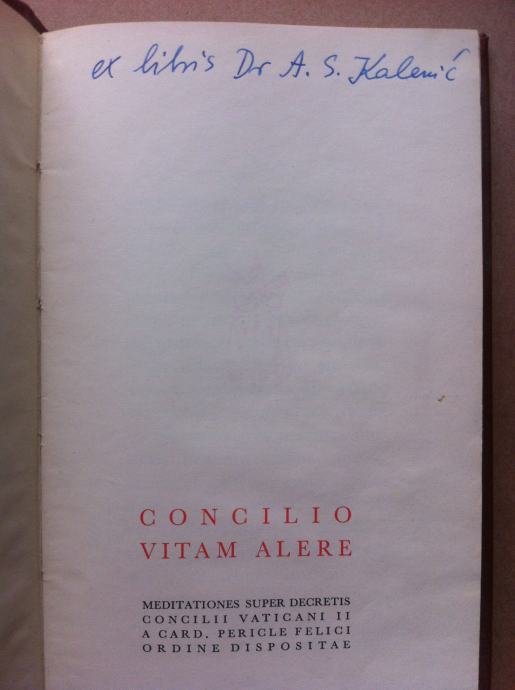 ex libris Dr A. S. Kalenić
CONCILIO
VITAM ALERE
MEDITATIONES SUPER DECRETIS
CONCILII VATICANI II
A CARD. PERICLE FELICI
ORDINE DISPOSITAE